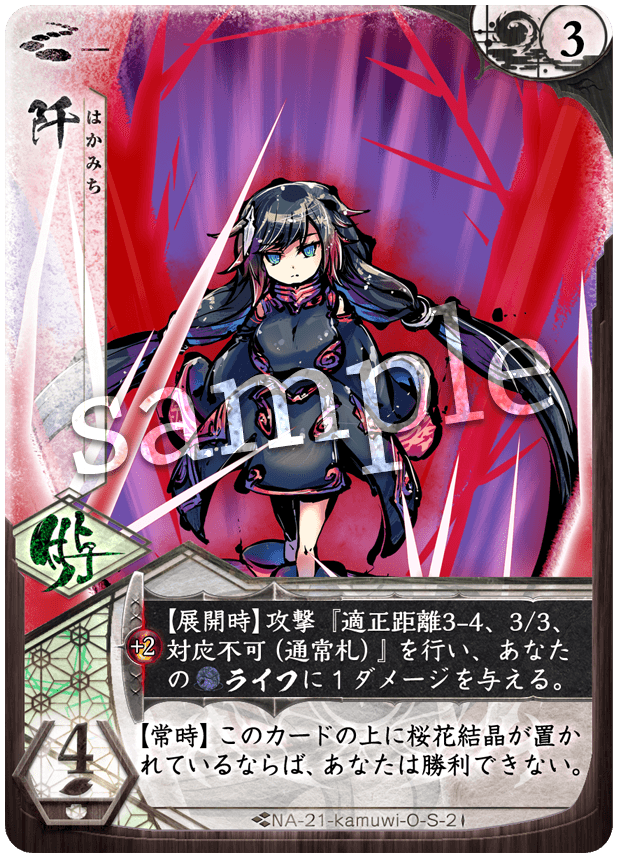 3
阡
はかみち
sample
付与
+2
【展開時】攻撃『適正距離3-4、3/3、
対応不可(通常札)』を行い、あなた
の ライフに1ダメージを与える。
4
【常時】このカードの上に桜花結晶が置か
れているならば、あなたは勝利できない。
NA-21-kamuwi-O-S-2